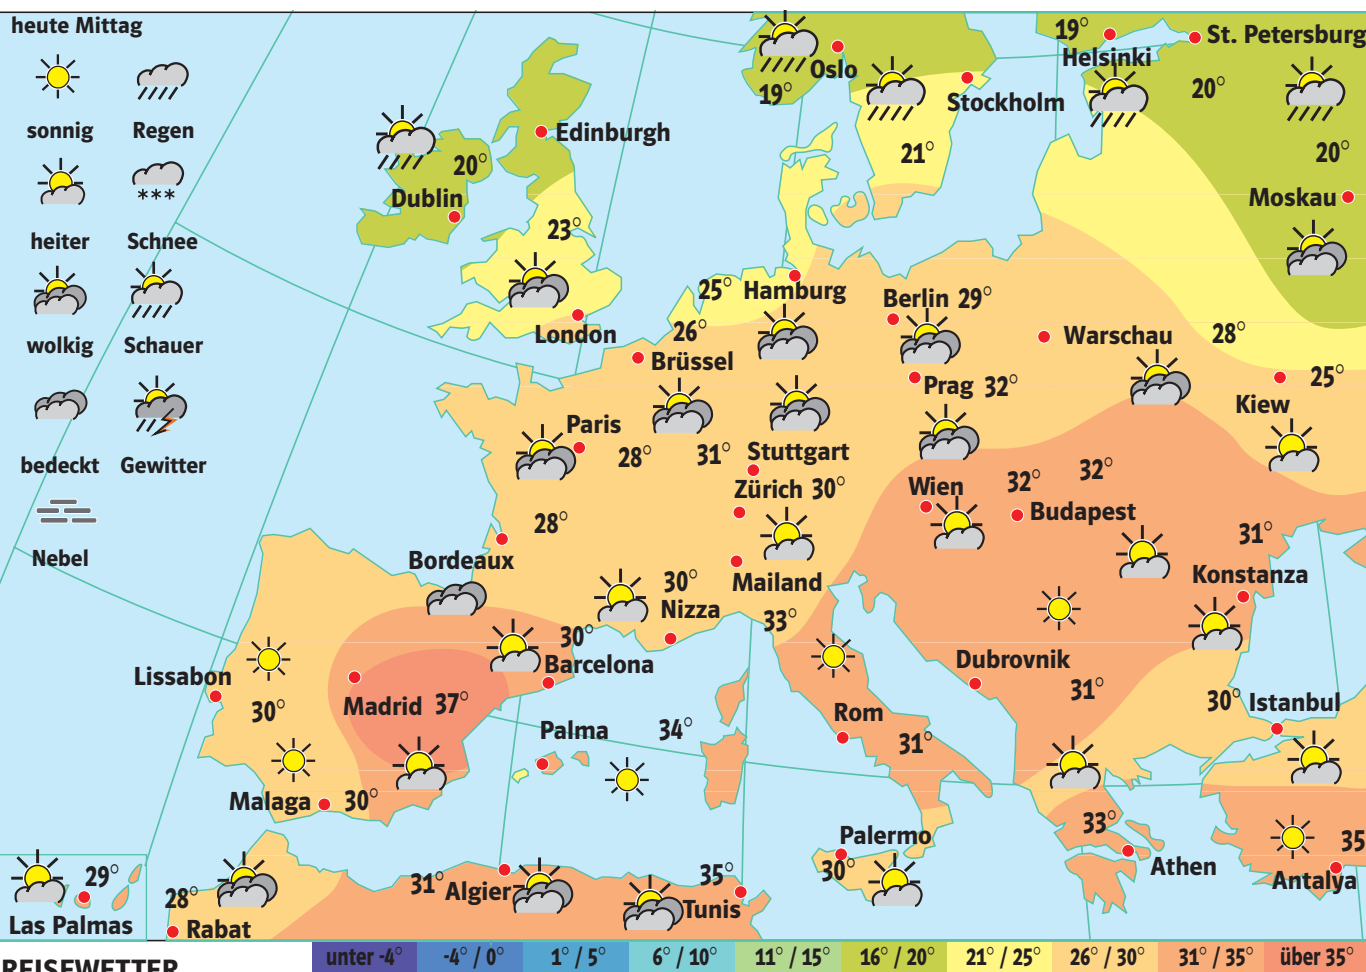 heute Mittag
sonnig Regen
heiter Schnee
wolkig Schauer
bedeckt Gewitter
Nebel
19° Oslo
Stockholm
21°
19° Helsinki
St. Petersburg
20°
20°
Moskau
Edinburgh
20°
Dublin
23°
London
25° Hamburg
26°
Brüssel
Berlin 29°
Prag 32°
Warschau
28°
25°
Kiew
Paris
28°
31°
Stuttgart
Zürich 30°
28°
Bordeaux
Mailand
33°
30°
Nizza
Wien
32°
32°
Budapest
31°
Konstanza
Lissabon
30°
Madrid 37°
30°
Barcelona
Palma
34°
Malaga 30°
Rom
31°
Dubrovnik
31°
30° Istanbul
33°
Athen
35
Antalya
Palermo
30°
29°
Las Palmas
28°
Rabat
31° Algier
35°
Tunis
REISEWETTER
unter -4° -4° / 0° 1° / 5° 6° / 10° 11° / 15° 16° / 20° 21° / 25° 26° / 30° 31° / 35° über 35°